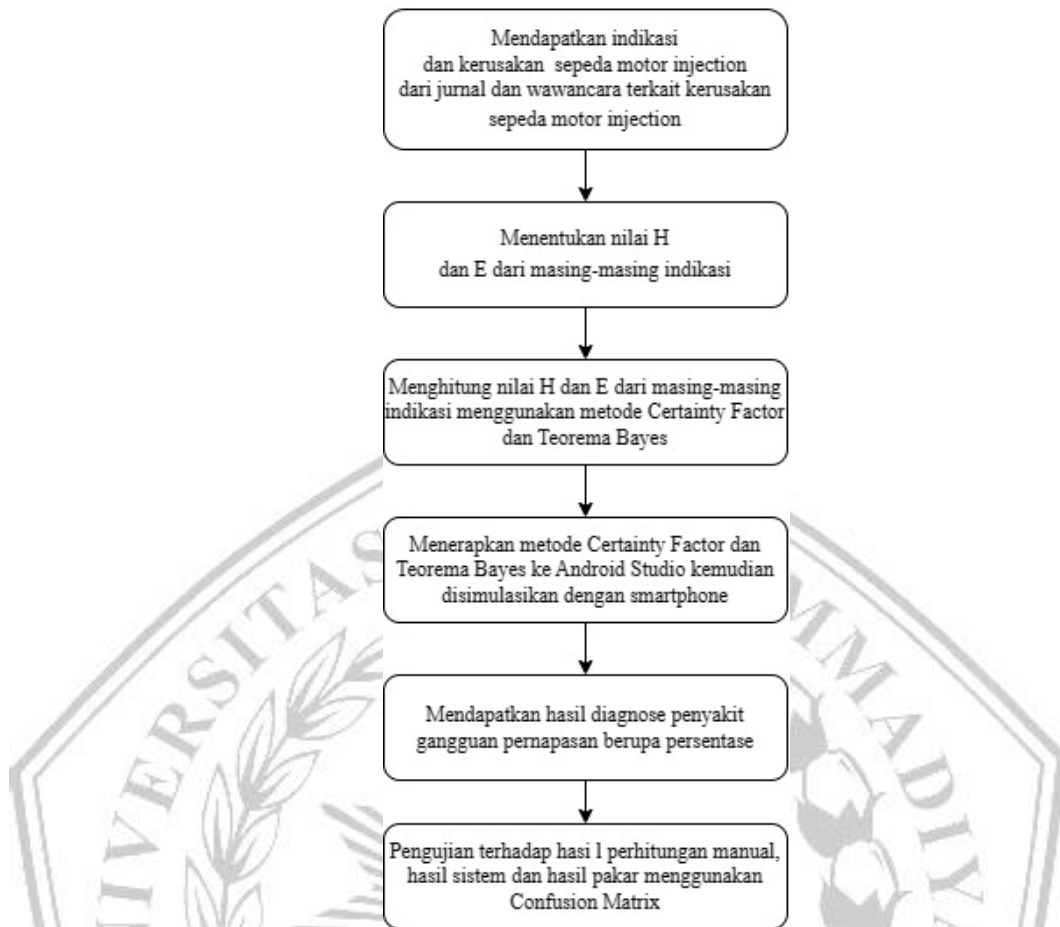 Mendapatkan indikasi
dan kerusakan sepeda motor injection
dari jurnal dan wawancara terkait kerusakan
sepeda motor injection
Menentukan nilai H
dan E dari masing-masing indikasi
Menghitung nilai H dan E dari masing-masing
indikasi menggunakan metode Certainty Factor
dan Teorema Bayes
Menerapkan metode Certainty Factor dan
Teorema Bayes ke Android Studio kemudian
disimulasikan dengan smartphone
Mendapatkan hasil diagnose penyakit
gangguan pernapasan berupa persentase
Pengujian terhadap hasi l perhitungan manual,
hasil sistem dan hasil pakar menggunakan
Confusion Matrix